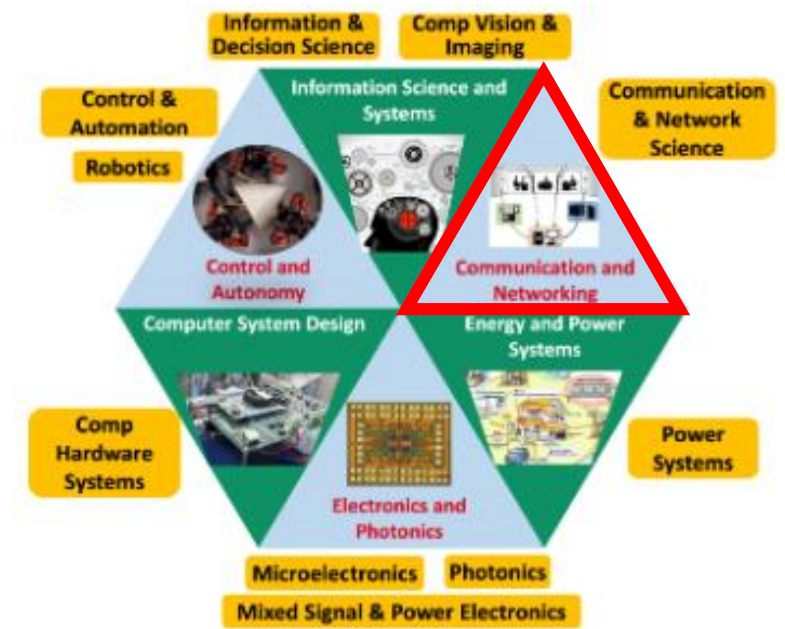 Information &
Decision Science
Comp Vision &
Imaging
Control &
Automation
Robotics
Information Science and
Systems
Communication
& Network
Science
Control and
Autonomy
Communication and
Networking
Computer System Design
Energy and Power
Systems
Comp
Hardware
Systems
Electronics and
Photonics
Power
Systems
Microelectronics
Photonics
Mixed Signal & Power Electronics